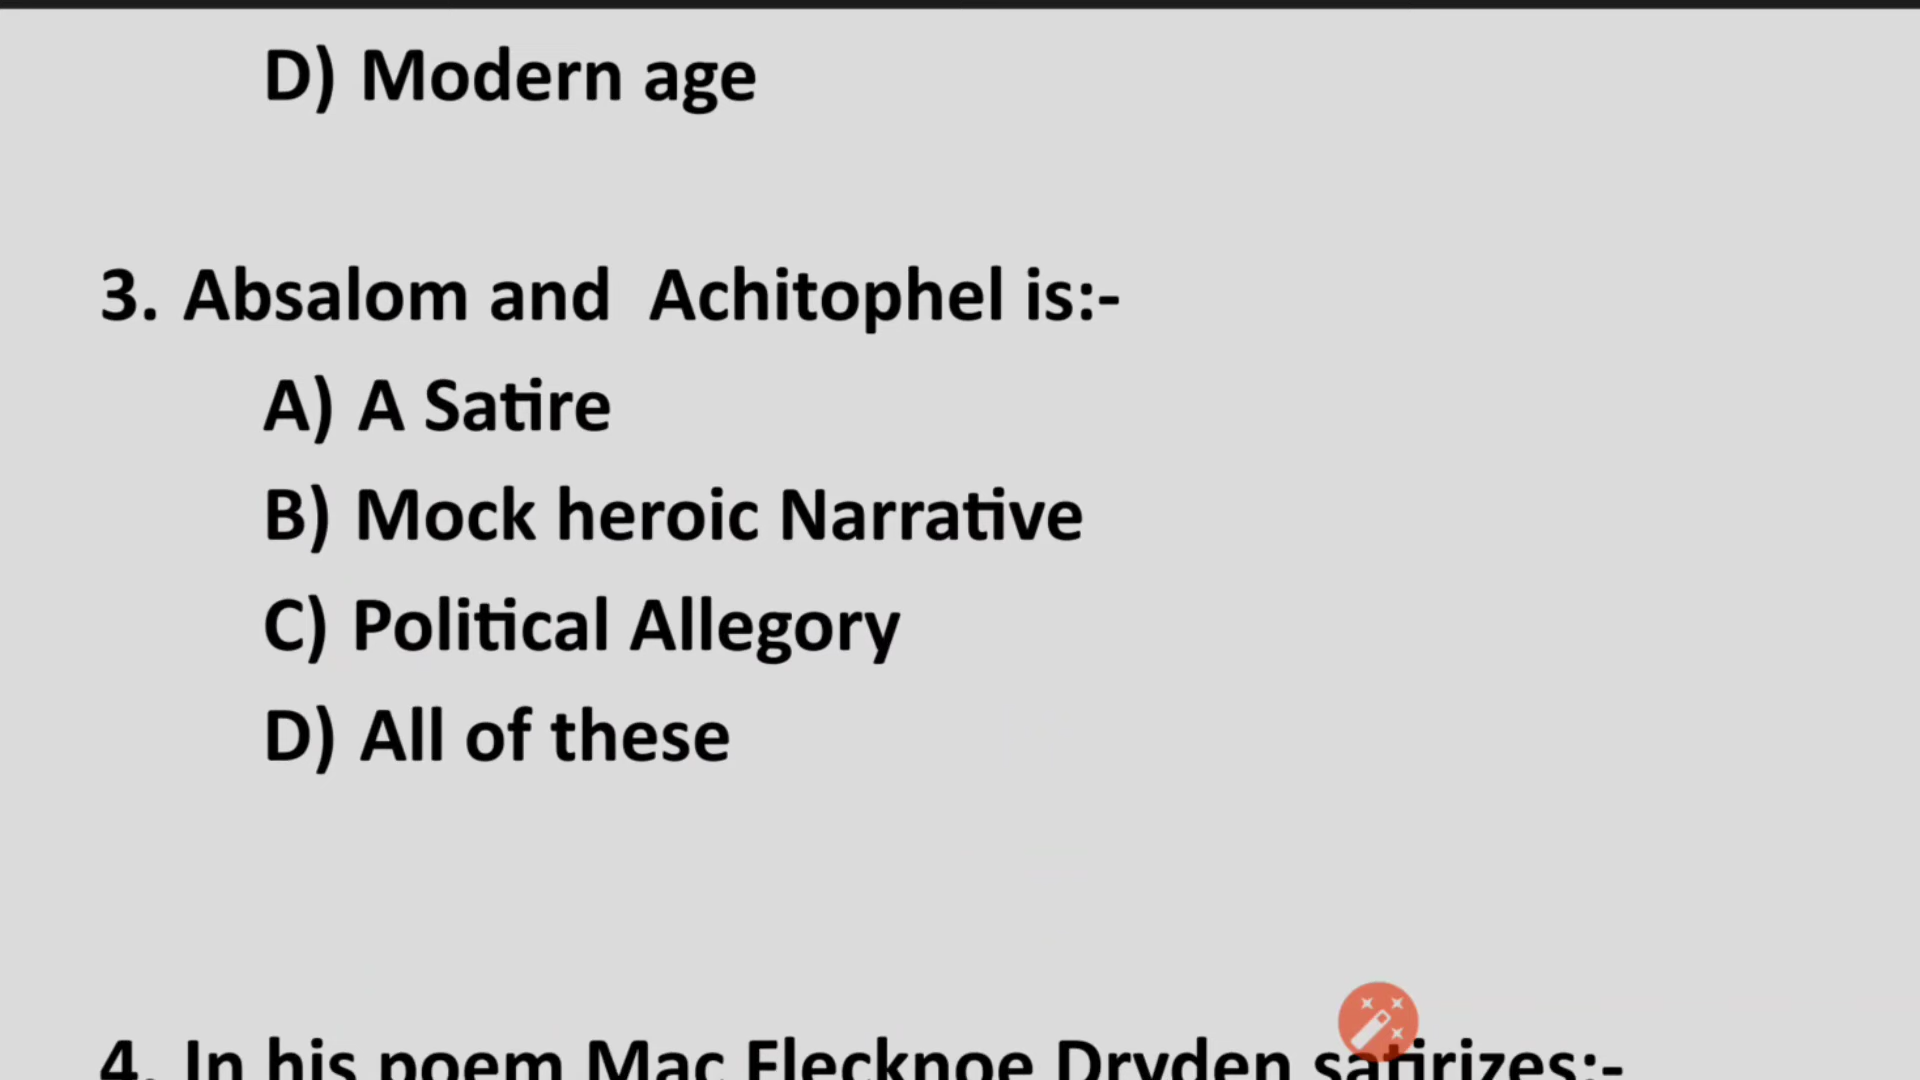 D) Modern age
3. Absalom and Achitophel is:-
A) A Satire
B) Mock heroic Narrative
C) Political Allegory
D) All of these
4. In his poem Mac Flecknoe Dryden satirizes:-